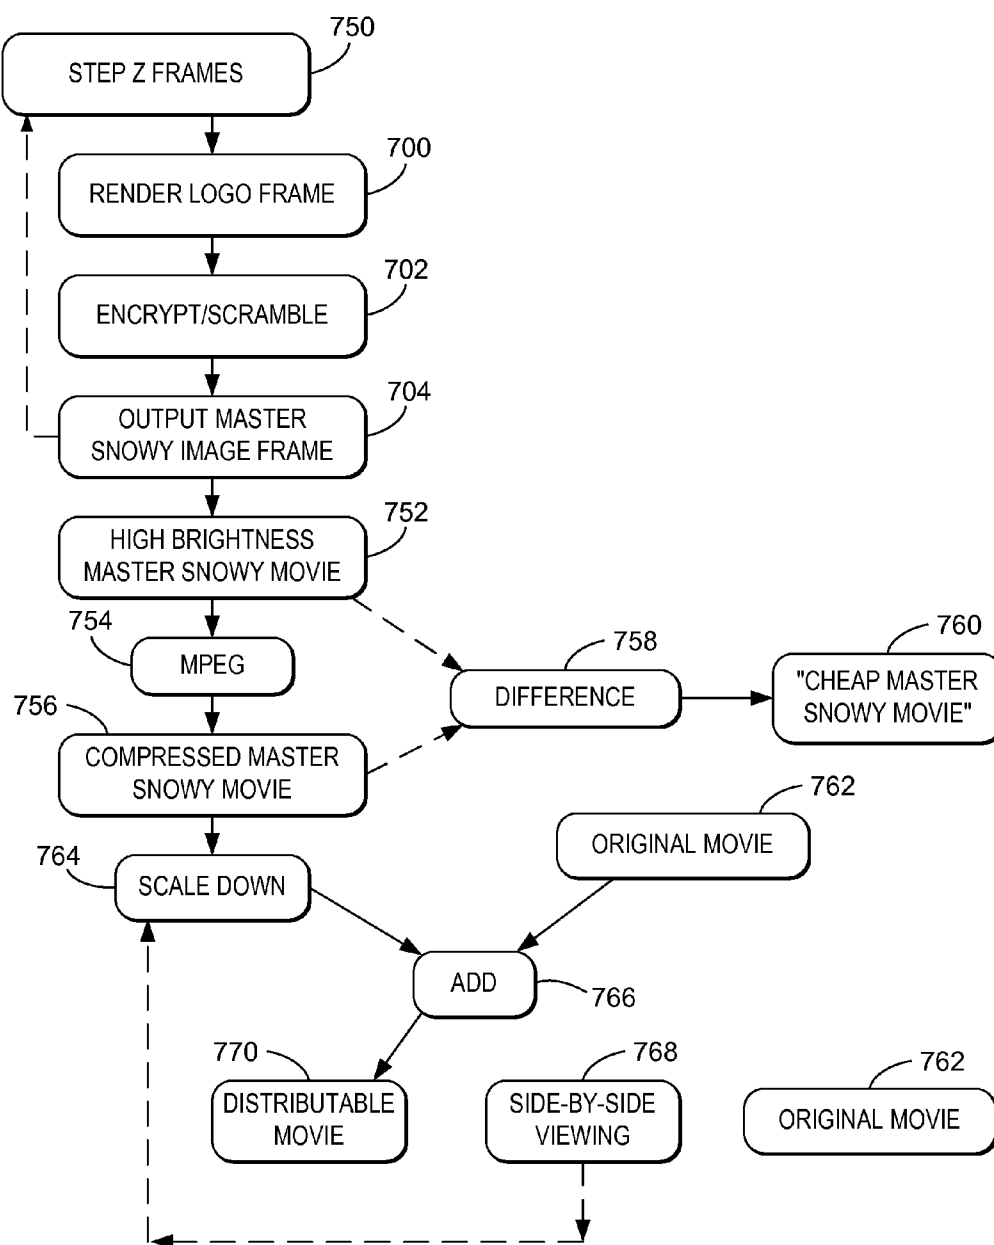 750
STEP Z FRAMES
700
RENDER LOGO FRAME
702
ENCRYPT/SCRAMBLE
704
OUTPUT MASTER
SNOWY IMAGE FRAME
752
HIGH BRIGHTNESS
MASTER SNOWY MOVIE
754
MPEG
758
DIFFERENCE
760
"CHEAP MASTER
SNOWY MOVIE"
756
COMPRESSED MASTER
SNOWY MOVIE
762
ORIGINAL MOVIE
764
SCALE DOWN
ADD
766
770
DISTRIBUTABLE
MOVIE
768
SIDE-BY-SIDE
VIEWING
762
ORIGINAL MOVIE